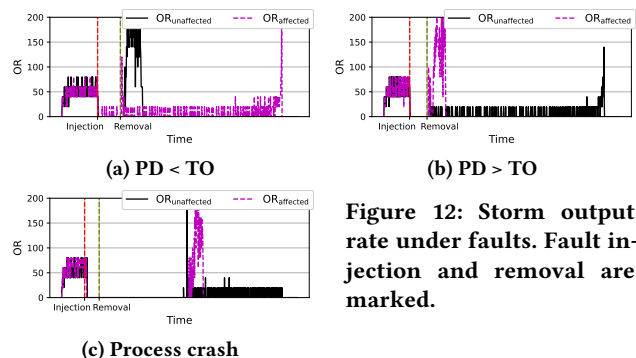 OR_unaffected OR_affected
200
150
100
50
0
OR
Injection Removal
Time
(a) PD < TO
OR_unaffected OR_affected
200
150
100
50
0
OR
Injection Removal
Time
(b) PD > TO
OR_unaffected OR_affected
200
150
100
50
0
OR
Injection Removal
Time
(c) Process crash
Figure 12: Storm output
rate under faults. Fault in-
jection and removal are
marked.